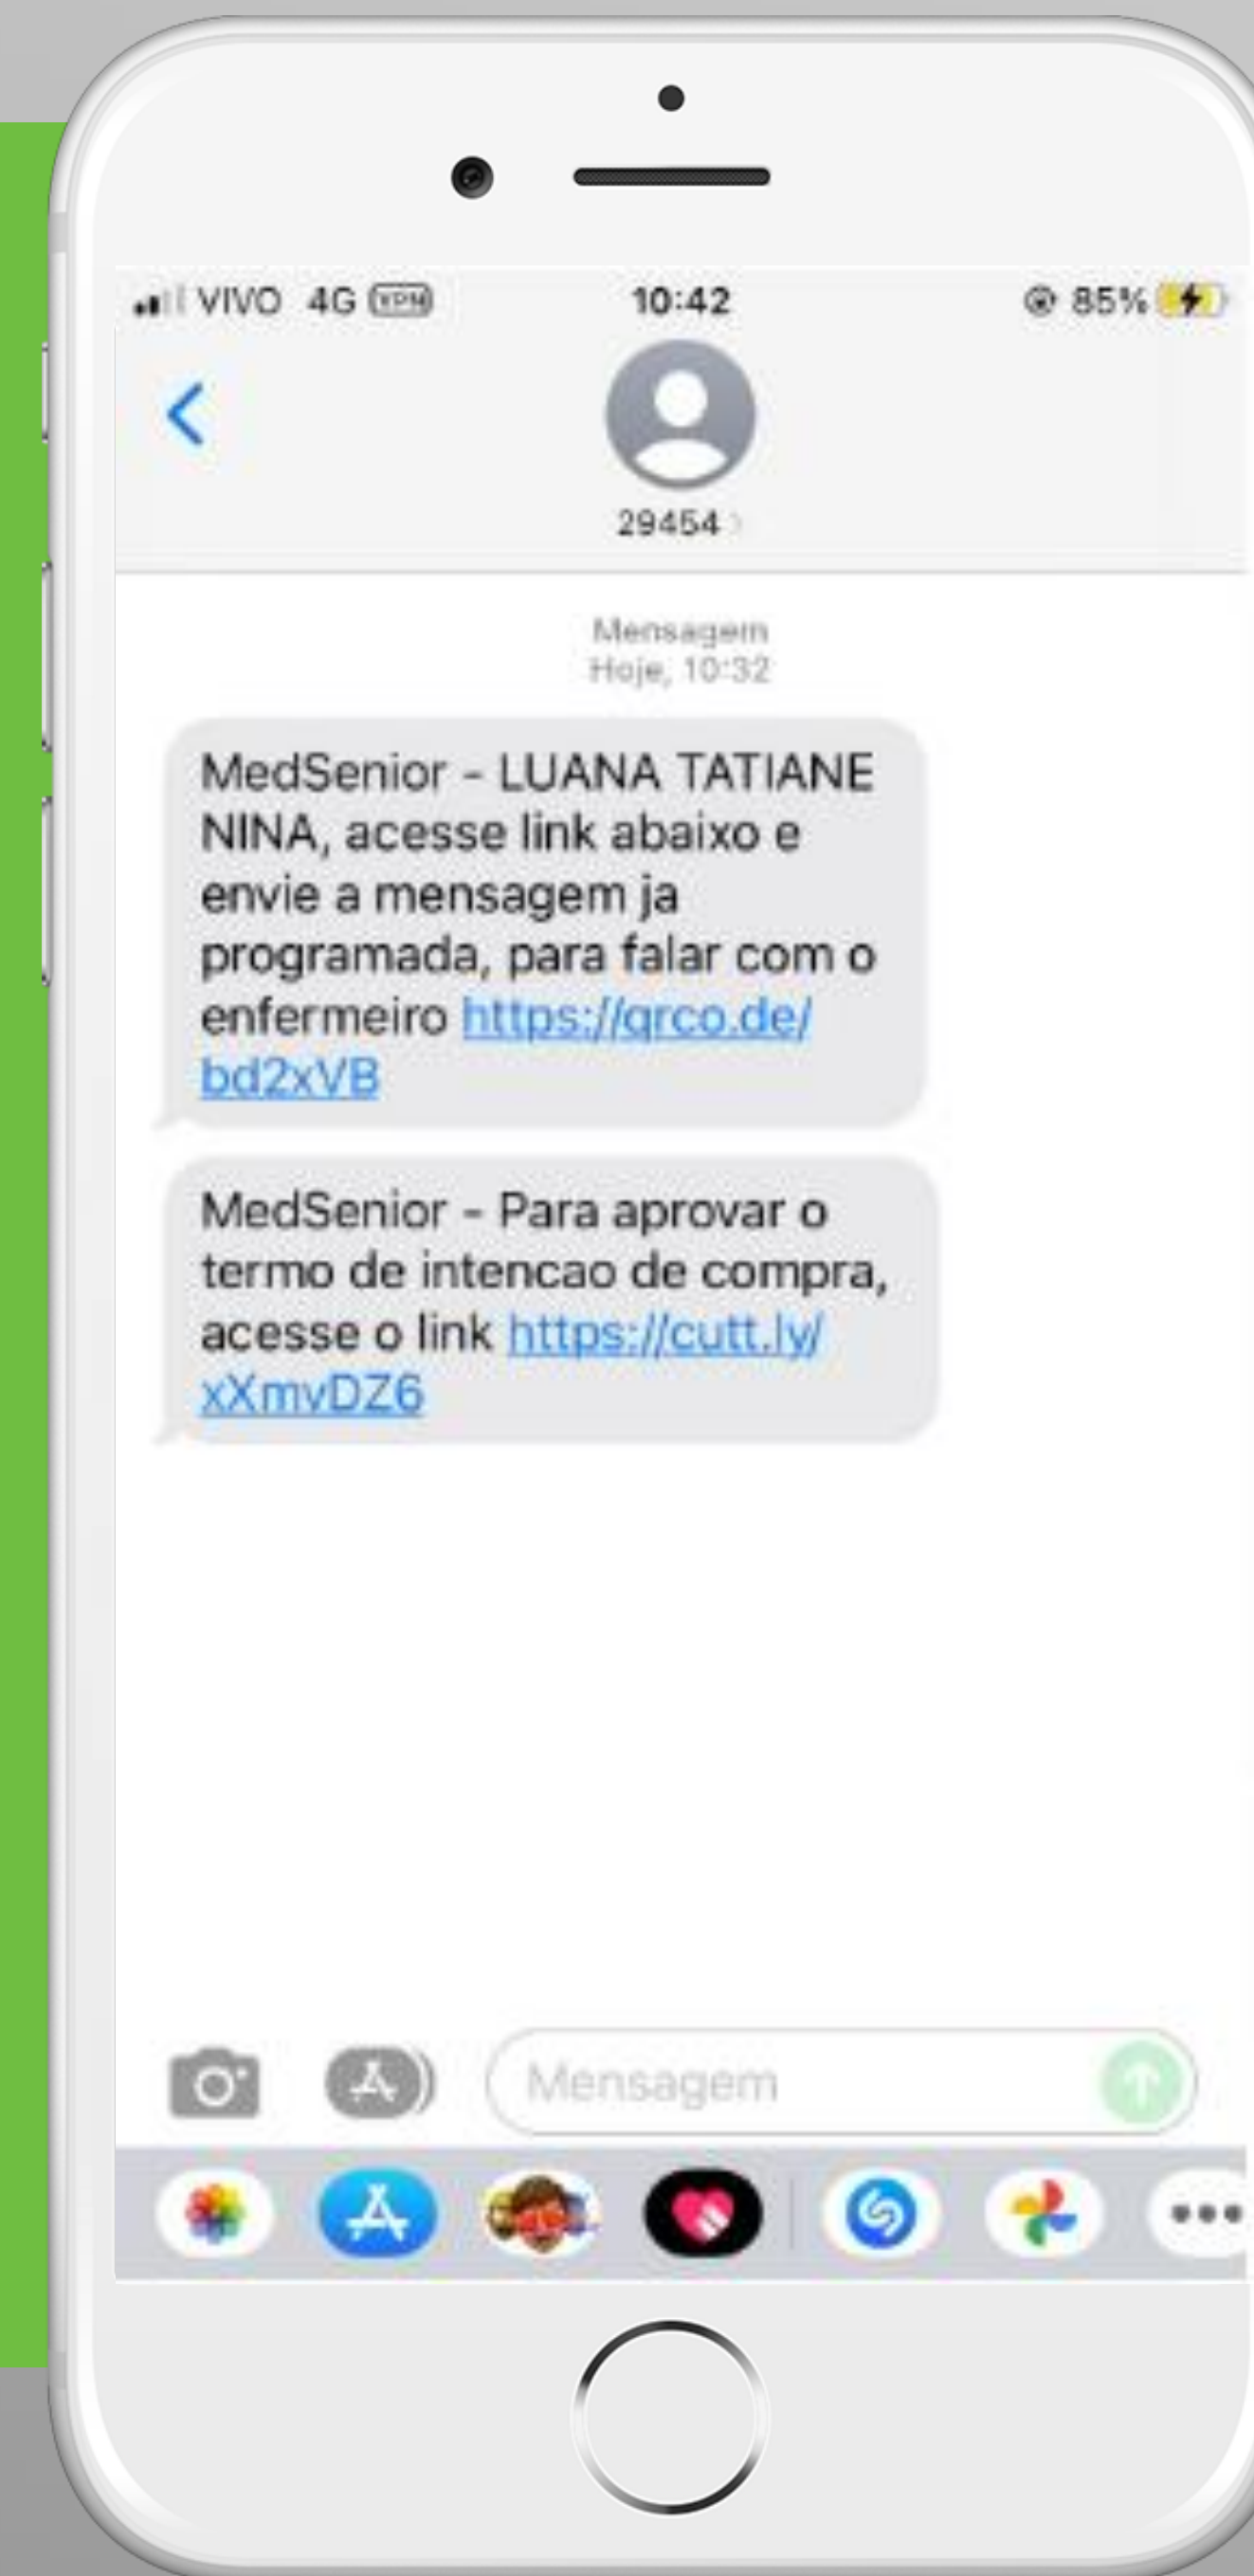 VIVO 4G VPN 10:42 85%
29454
Mensagem
Hoje, 10:32
MedSenior - LUANA TATIANE
NINA, acesse link abaixo e
envie a mensagem ja
programada, para falar com o
enfermeiro https://qrco.de/
bd2xVB
MedSenior - Para aprovar o
termo de intencao de compra,
acesse o link https://cutt.ly/
xXmvDZ6
Mensagem